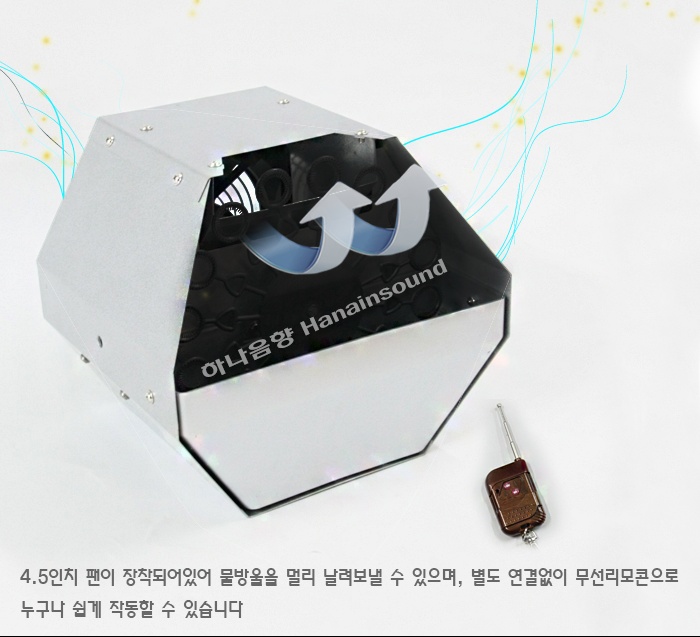 하나음향 Hanainsound
4.5인치 팬이 장착되어있어 물방울을 멀리 날려보낼 수 있으며, 별도 연결없이 무선리모콘으로
누구나 쉽게 작동할 수 있습니다